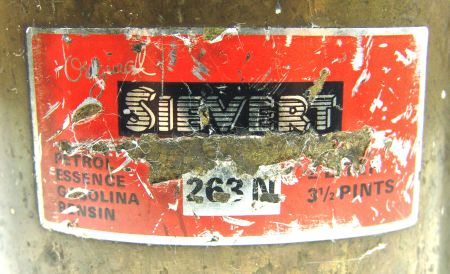 Original
SIEVERT
PETROL
ESSENCE
GASOLINA
BENSIN
263 N
3½ PINTS